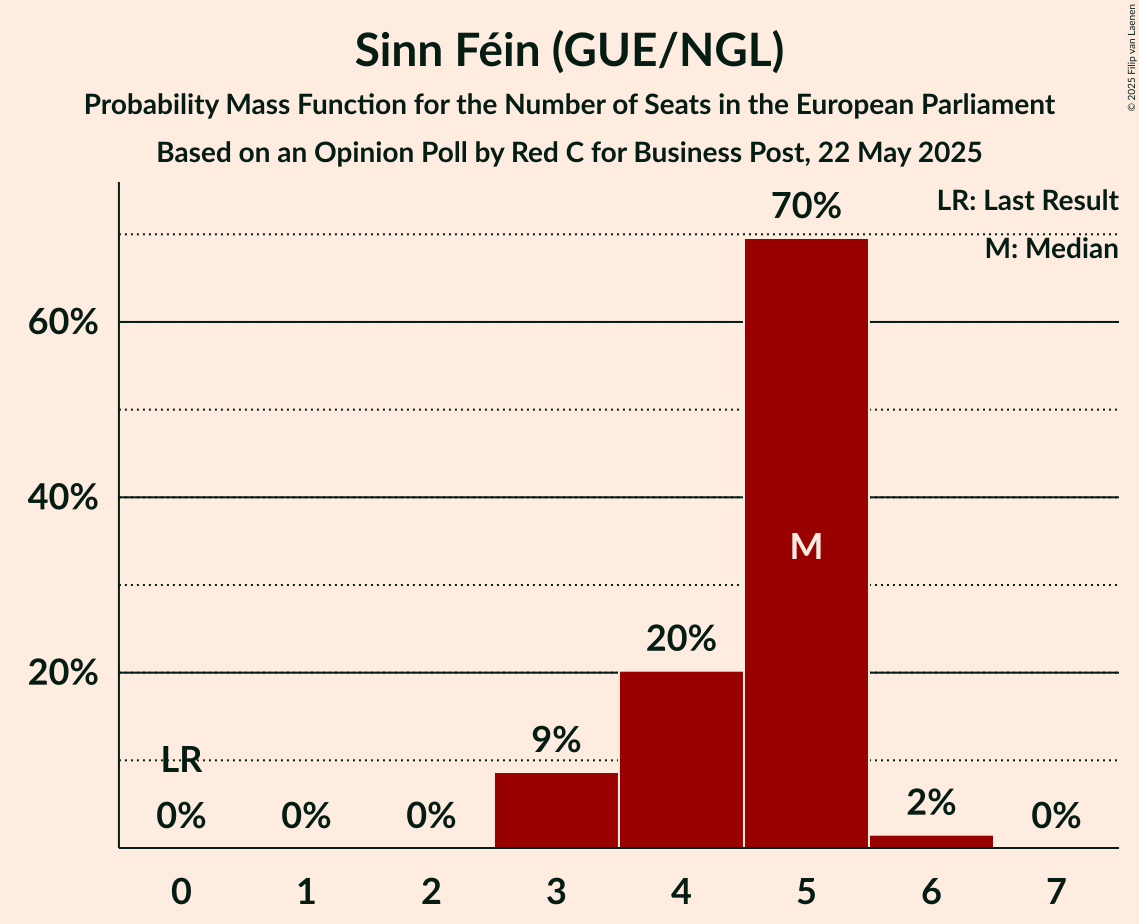 Sinn Féin (GUE/NGL)
Probability Mass Function for the Number of Seats in the European Parliament
Based on an Opinion Poll by Red C for Business Post, 22 May 2025
© 2025 Filip van Laenen
LR: Last Result
M: Median
60%
40%
20%
70%
M
20%
9%
LR
0%
0%
0%
2%
0%
0
1
2
3
4
5
6
7